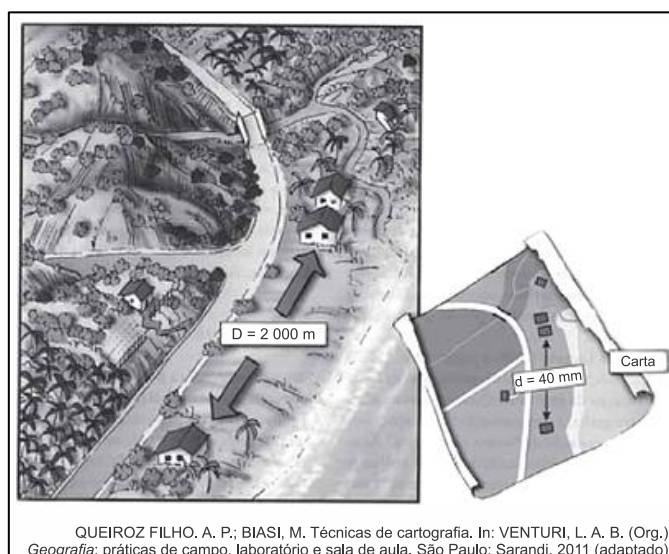 D = 2 000 m
Carta
d = 40 mm
QUEIROZ FILHO. A. P.; BIASI, M. Técnicas de cartografia. In: VENTURI, L. A. B. (Org.)
Geografia: práticas de campo, laboratório e sala de aula. São Paulo: Sarandi, 2011 (adaptado)